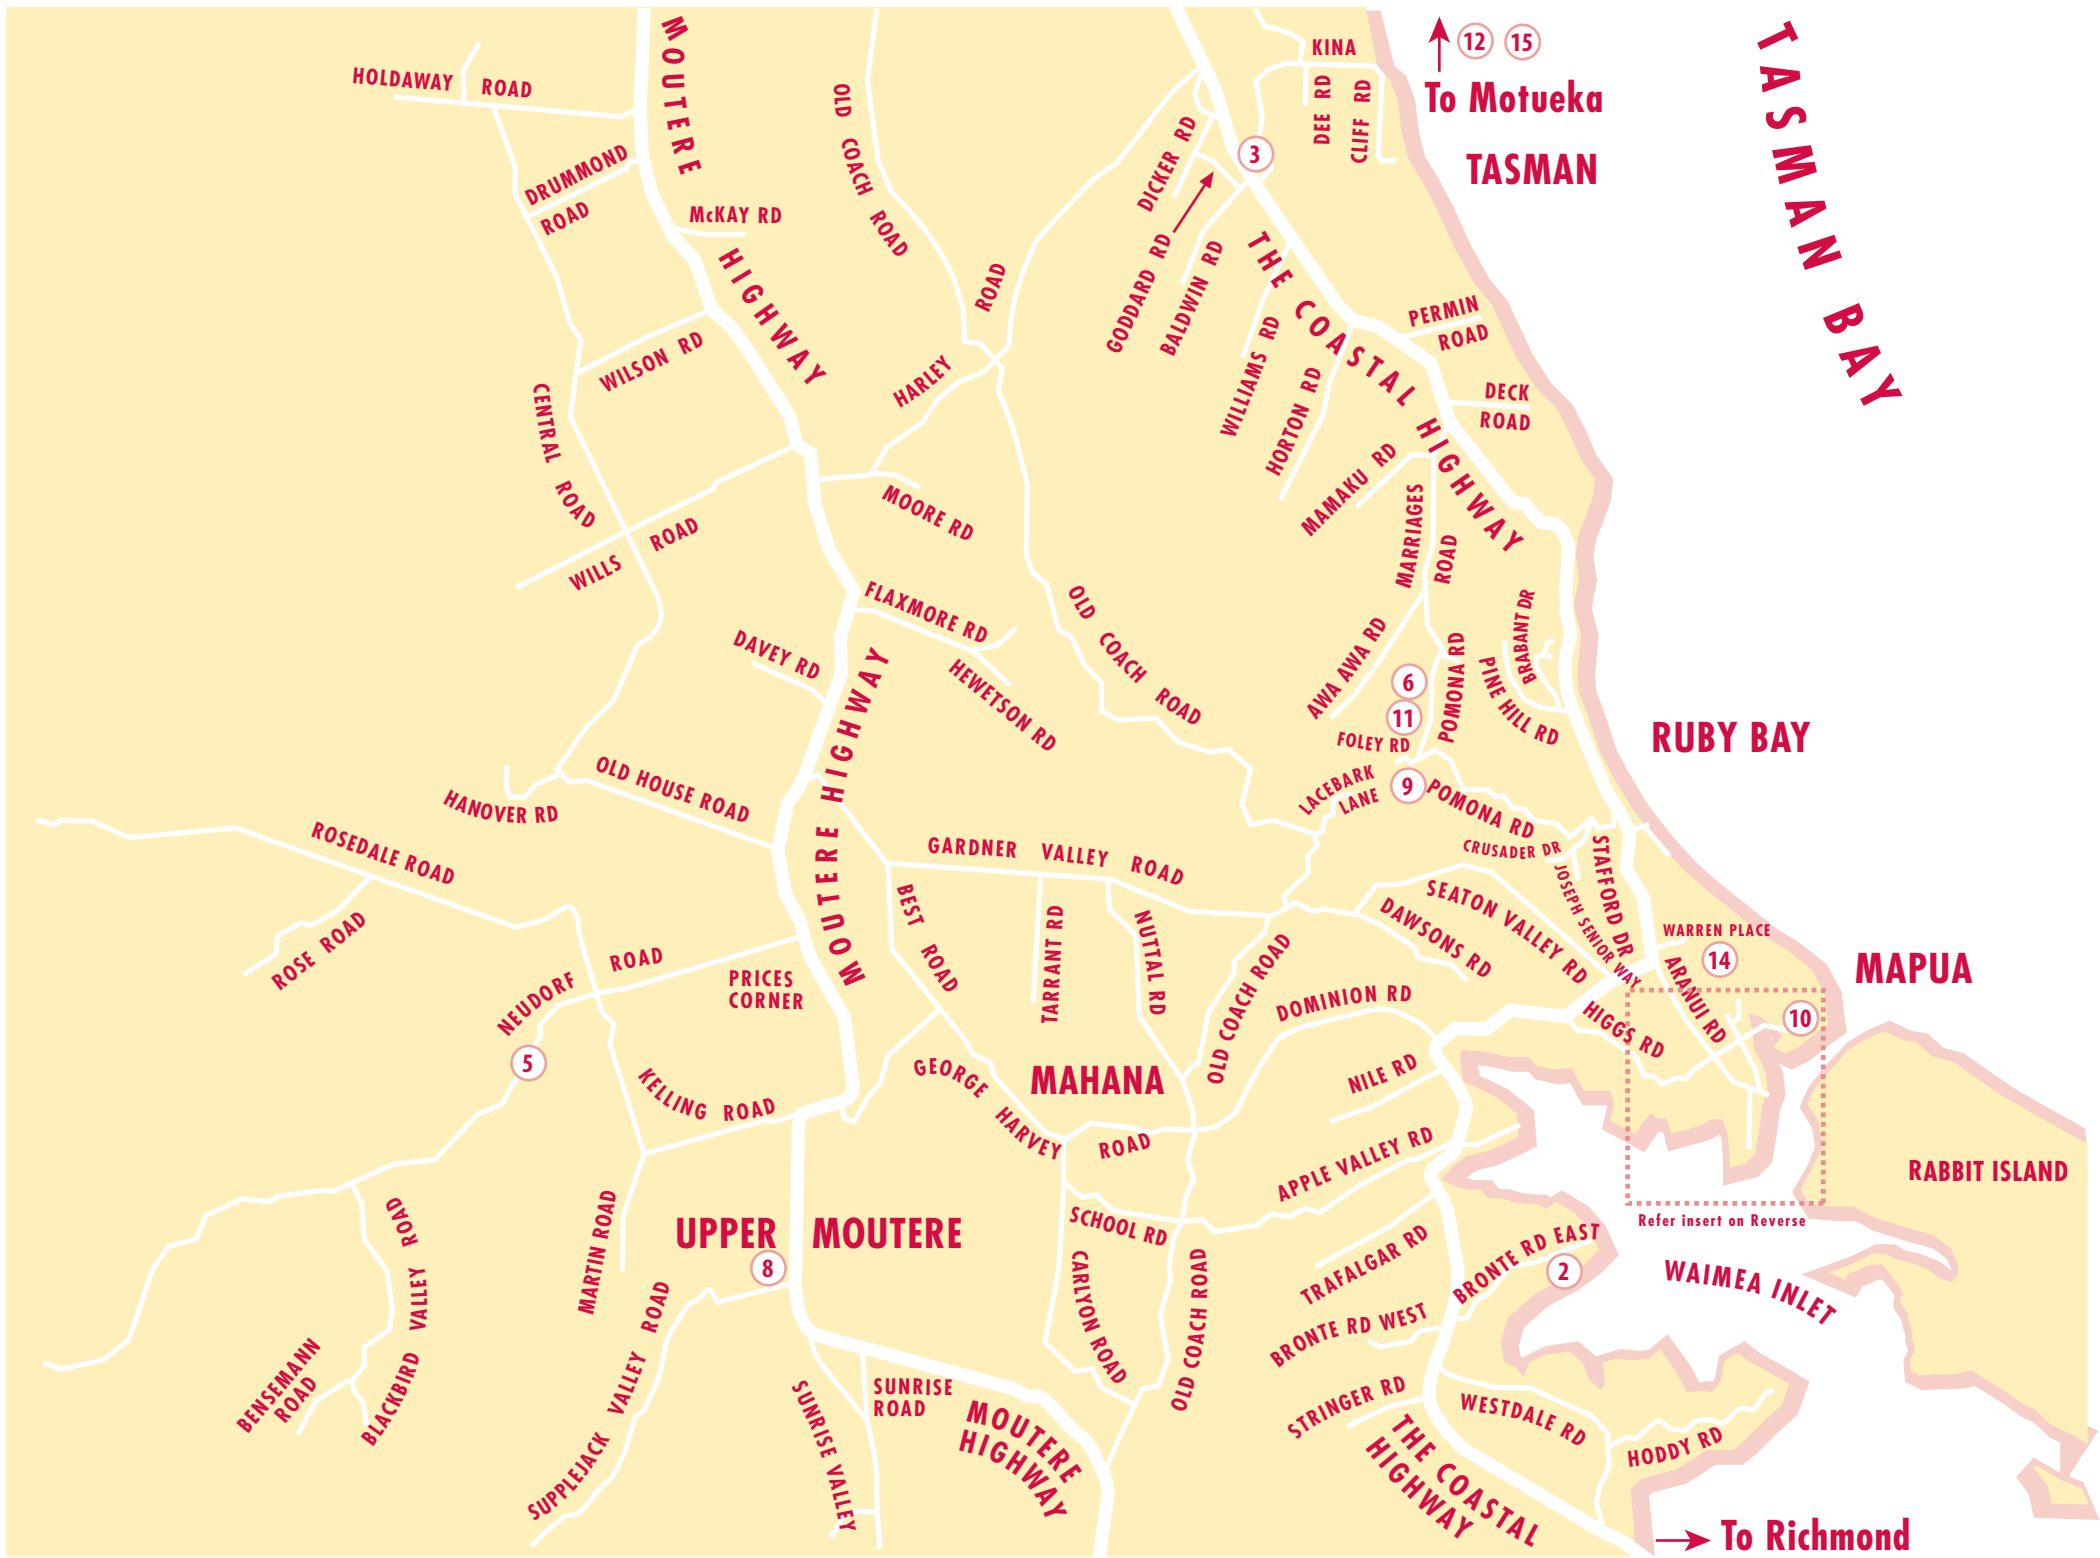 MOUTERE HIGHWAY
HOLDAWAY ROAD
OLD COACH ROAD
KINA
DEE RD
CLIFF RD
12 15
To Motueka
TASMAN
TASMAN BAY
DRUMMOND
ROAD
McKAY RD
DICKER RD
3
GODDARD RD
BALDWIN RD
WILLIAMS RD
HORTON RD
THE COASTAL HIGHWAY
PERMIN
ROAD
DECK
ROAD
WILSON RD
HARLEY ROAD
CENTRAL ROAD
MOORE RD
WILLS ROAD
MAMAKU RD
MARRIAGES
ROAD
FLAXMORE RD
HEWETSON RD
DAVEY RD
OLD COACH ROAD
AWA AWA RD
6
11
POMONA RD
PINE HILL RD
BRABANT DR
RUBY BAY
FOLEY RD
LACEBARK
LANE
9
POMONA RD
MOUTERE HIGHWAY
OLD HOUSE ROAD
HANOVER RD
ROSEDALE ROAD
ROSE ROAD
GARDNER VALLEY ROAD
CRUSADER DR
JOSEPH SENIOR WAY
STAFFORD DR
SEATON VALLEY RD
DAWSONS RD
WARREN PLACE
14
ARANUI RD
MAPUA
BEST ROAD
TARRANT RD
NUTTAL RD
OLD COACH ROAD
NEUDORF ROAD
PRICES
CORNER
5
DOMINION RD
HIGGS RD
10
KELLING ROAD
GEORGE HARVEY ROAD
MAHANA
NILE RD
APPLE VALLEY RD
RABBIT ISLAND
Refer insert on Reverse
MARTIN ROAD
UPPER MOUTERE
8
SCHOOL RD
CARLYON ROAD
OLD COACH ROAD
TRAFALGAR RD
BRONTE RD EAST
2
WAIMEA INLET
BRONTE RD WEST
BLACKBIRD VALLEY ROAD
BENSEMANN
ROAD
SUPPLEJACK VALLEY ROAD
SUNRISE VALLEY
SUNRISE
ROAD
MOUTERE
HIGHWAY
STRINGER RD
WESTDALE RD
HODDY RD
THE COASTAL
HIGHWAY
To Richmond